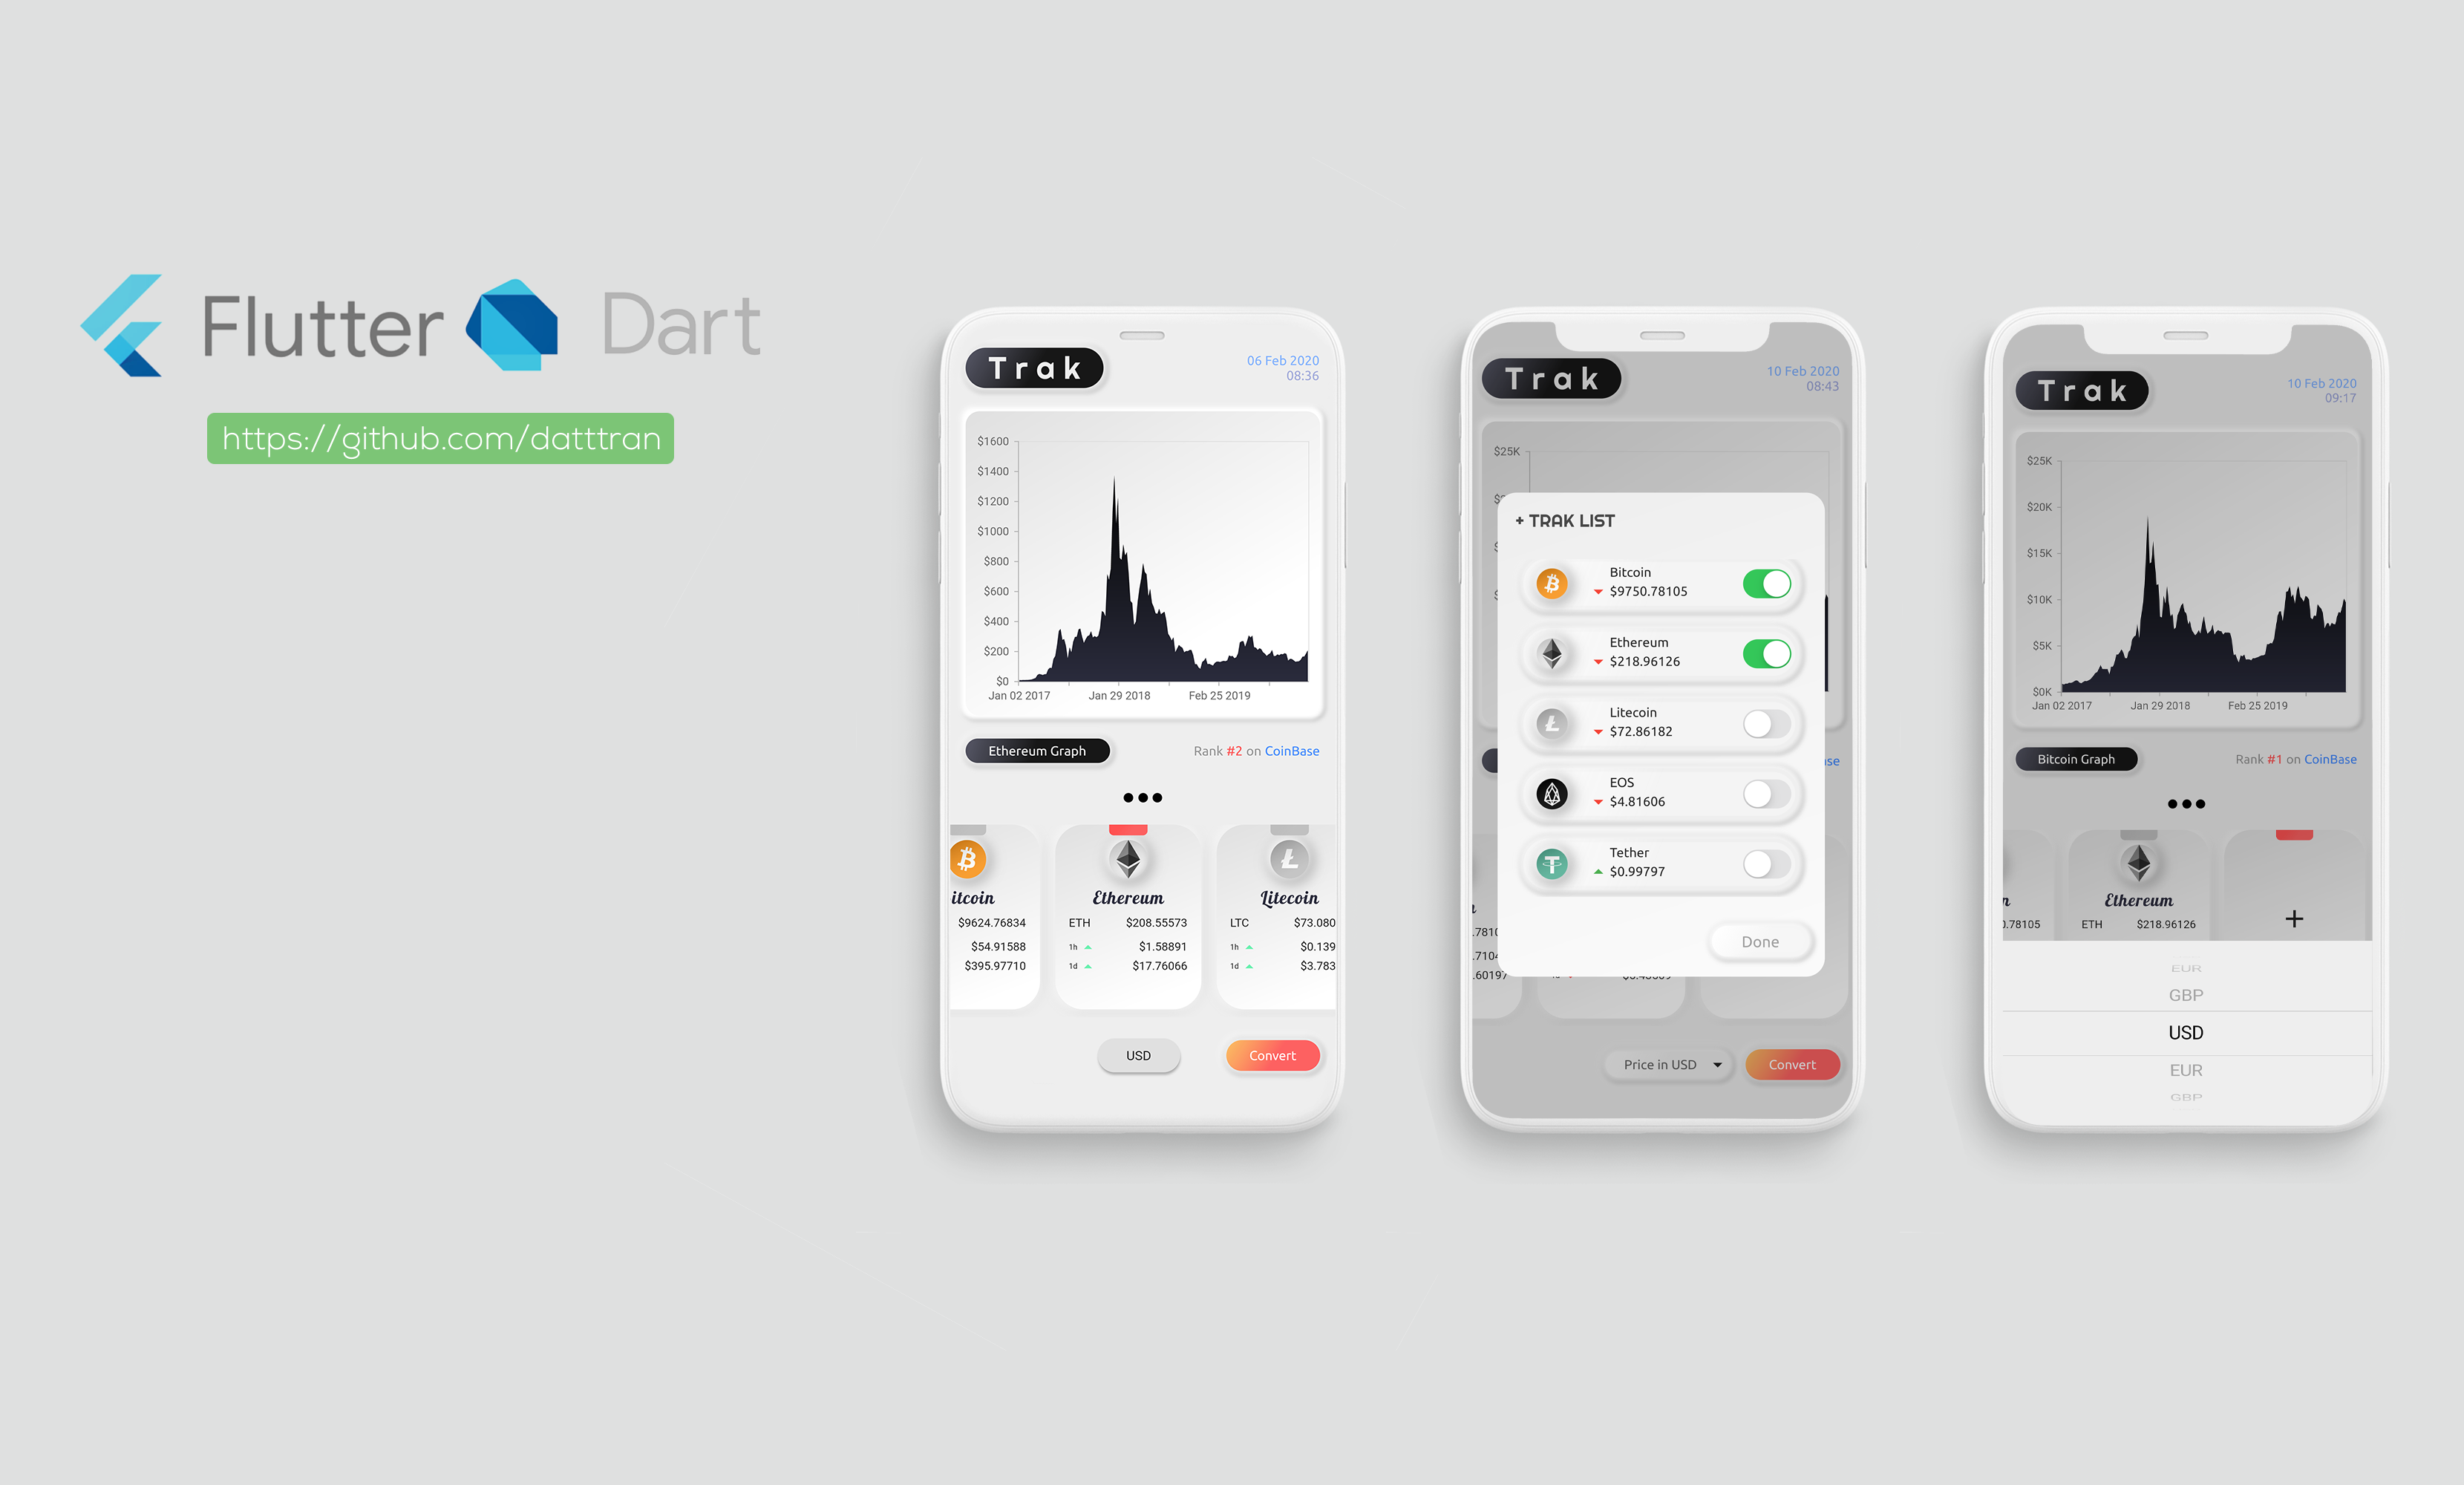 Flutter Dart
https://github.com/datttran
Trak
06 Feb 2020
08:36
$1600
$1400
$1200
$1000
$800
$600
$400
$200
$0
Jan 02 2017 Jan 29 2018 Feb 25 2019
Ethereum Graph
Rank #2 on CoinBase
itcoin
$9624.76834
$54.91588
$395.97710
Ethereum
ETH $208.55573
1h $1.58891
1d $17.76066
Litecoin
LTC $73.080
1h $0.139
1d $3.783
USD
Convert
Trak
10 Feb 2020
08:43
$25K
+ TRAK LIST
Bitcoin
$9750.78105
Ethereum
$218.96126
Litecoin
$72.86182
EOS
$4.81606
Tether
$0.99797
Done
Price in USD
Convert
Trak
10 Feb 2020
09:17
$25K
$20K
$15K
$10K
$5K
$0K
Jan 02 2017 Jan 29 2018 Feb 25 2019
Bitcoin Graph
Rank #1 on CoinBase
Ethereum
ETH $218.96126
+
EUR
GBP
USD
EUR
GBP